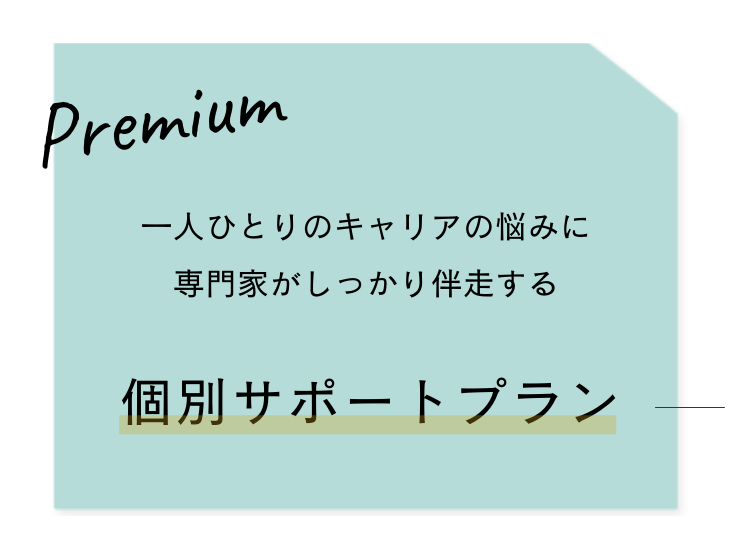 Premium
一人ひとりのキャリアの悩みに
専門家がしっかり伴走する
個別サポートプラン